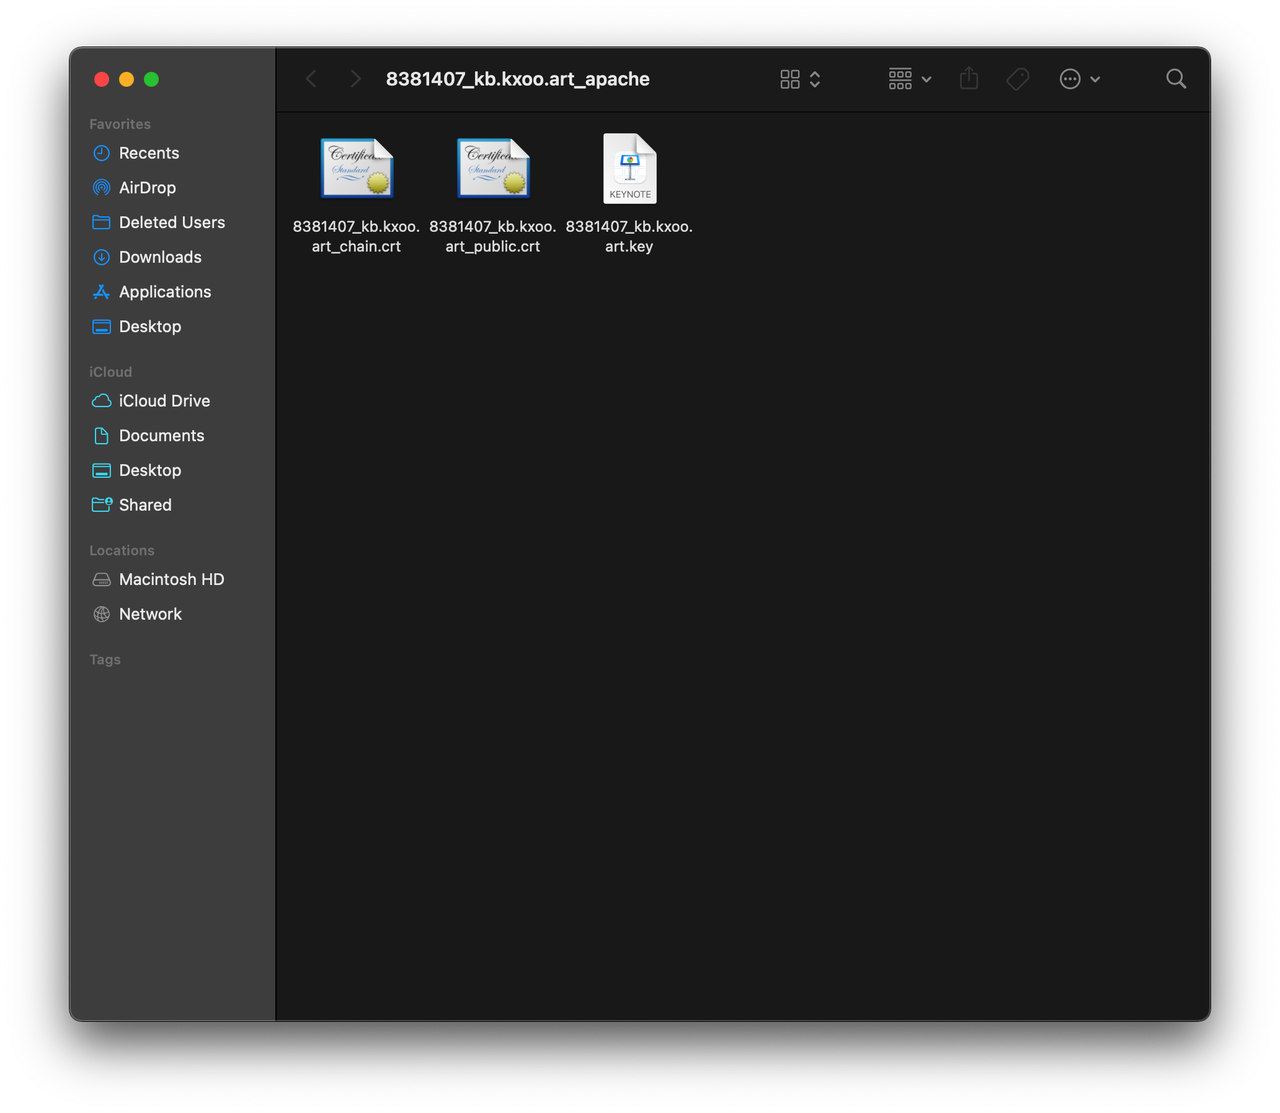 8381407_kb.kxoo.art_apache
Favorites
Recents
AirDrop
Deleted Users
Downloads
Applications
Desktop
iCloud
iCloud Drive
Documents
Desktop
Shared
Locations
Macintosh HD
Network
Tags
Certifica
Standard
8381407_kb.kxoo.
art_chain.crt
Certifica
Standard
8381407_kb.kxoo.
art_public.crt
KEYNOTE
8381407_kb.kxoo.
art.key